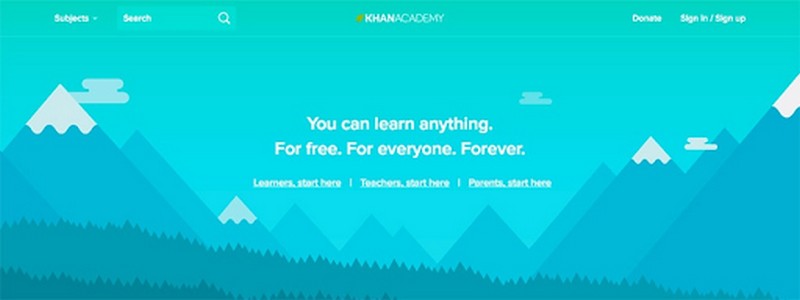 Subjects
Search
KHANACADEMY
Donate
Sign in / Sign up
You can learn anything.
For free. For everyone. Forever.
Learners, start here | Teachers, start here | Parents, start here